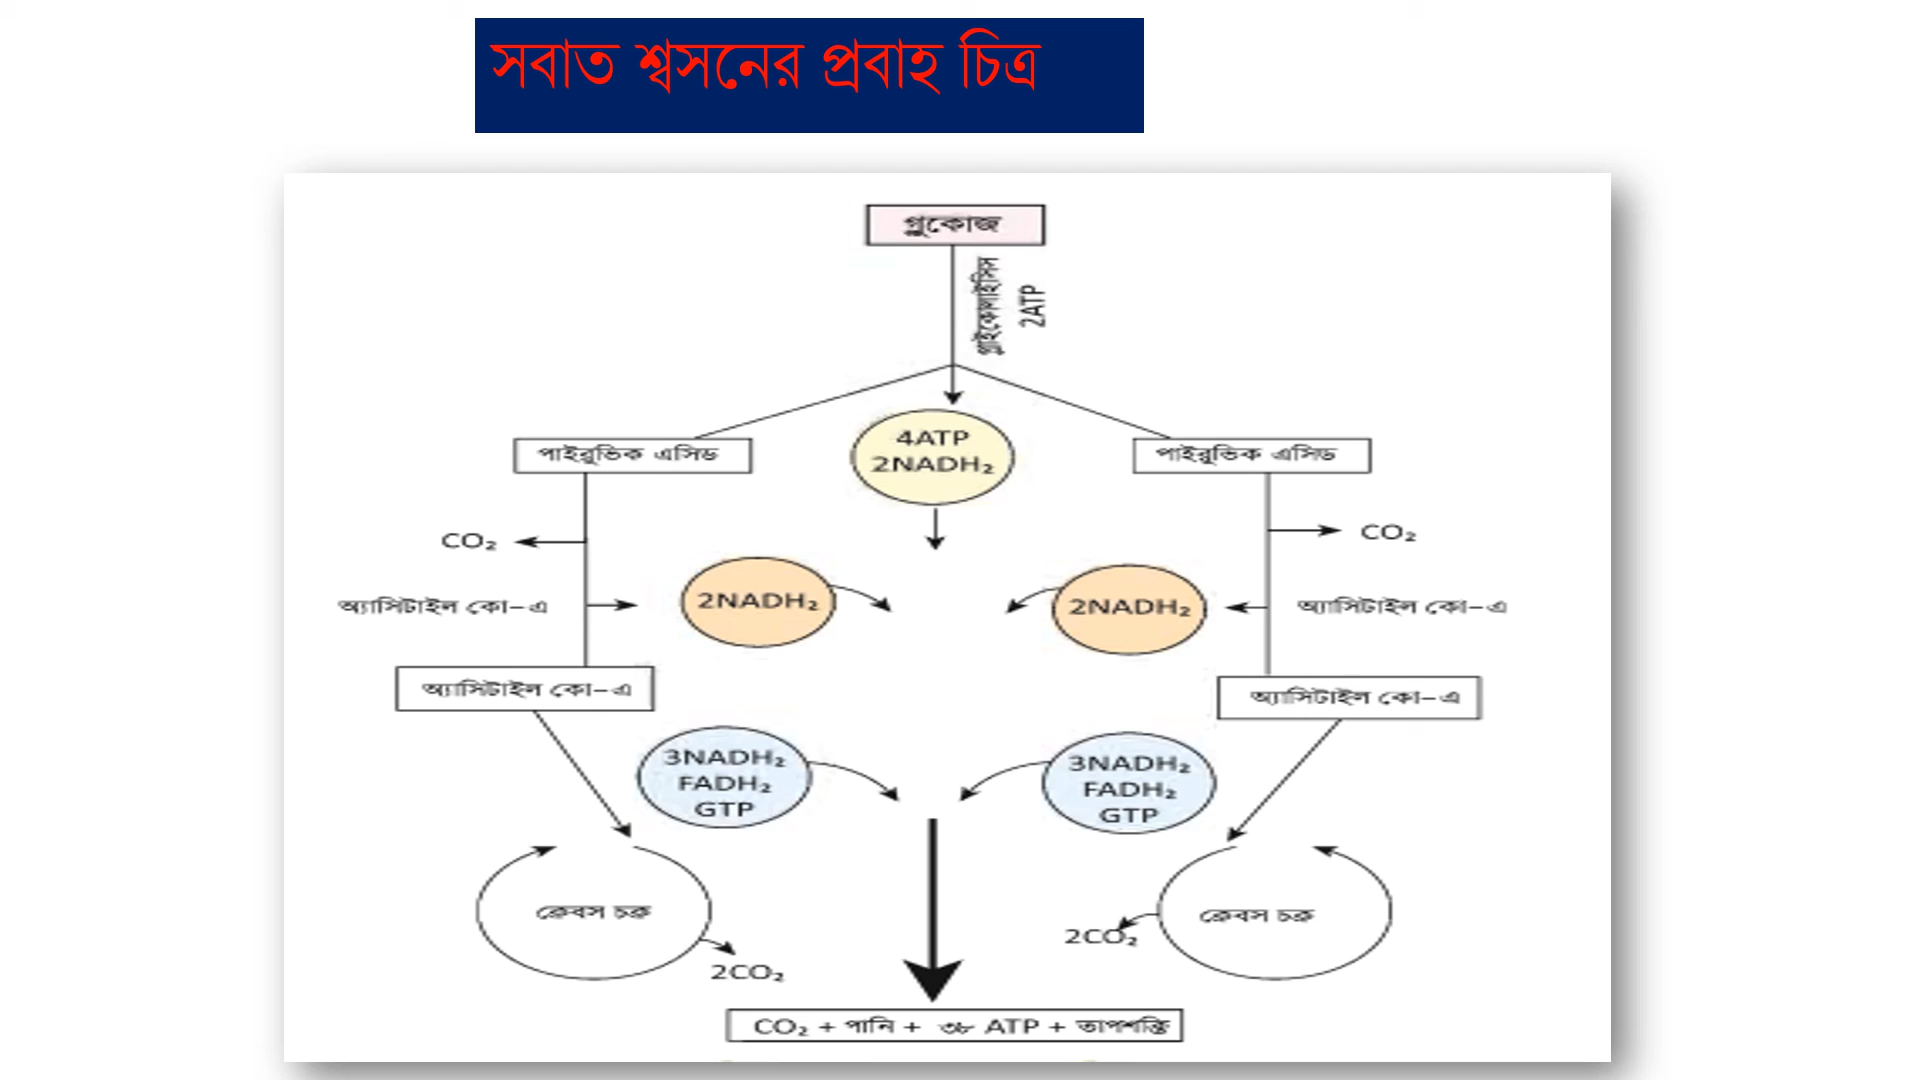 সবাত শ্বসনের প্রবাহ চিত্র
গ্লুকোজ
গ্লাইকোলাইসিস
2ATP
পাইরুভিক এসিড
4ATP
2NADH₂
পাইরুভিক এসিড
CO₂
CO₂
অ্যাসিটাইল কো-এ
2NADH₂
2NADH₂
অ্যাসিটাইল কো-এ
অ্যাসিটাইল কো-এ
অ্যাসিটাইল কো-এ
3NADH₂
FADH₂
GTP
3NADH₂
FADH₂
GTP
ক্রেবস চক্র
ক্রেবস চক্র
2CO₂
2CO₂
CO₂ + পানি + ৩৮ ATP + তাপশক্তি